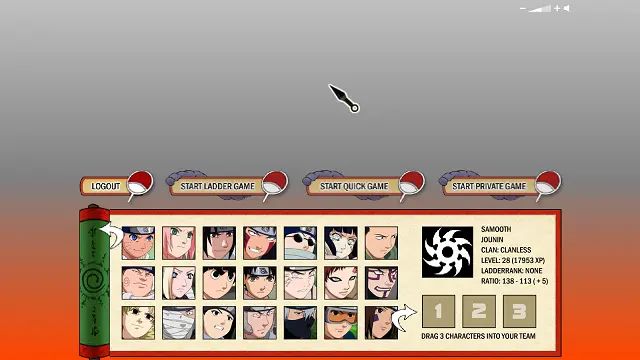 LOGOUT
START LADDER GAME
START QUICK GAME
START PRIVATE GAME
SAMOOTH
JOUNIN
CLAN: CLANLESS
LEVEL: 28 (17953 XP)
LADDERRANK: NONE
RATIO: 138 - 113 ( + 5)
1 2 3
DRAG 3 CHARACTERS INTO YOUR TEAM